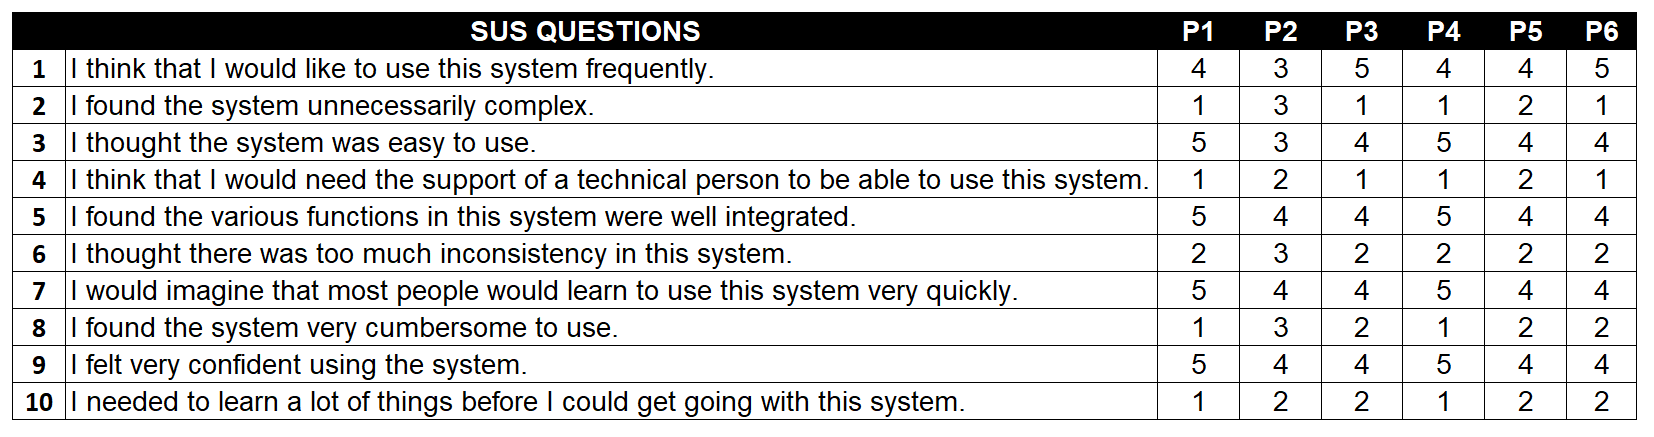 SUS QUESTIONS P1 P2 P3 P4 P5 P6
1 I think that I would like to use this system frequently. 4 3 5 4 4 5
2 I found the system unnecessarily complex. 1 3 1 1 2 1
3 I thought the system was easy to use. 5 3 4 5 4 4
4 I think that I would need the support of a technical person to be able to use this system. 1 2 1 1 2 1
5 I found the various functions in this system were well integrated. 5 4 4 5 4 4
6 I thought there was too much inconsistency in this system. 2 3 2 2 2 2
7 I would imagine that most people would learn to use this system very quickly. 5 4 4 5 4 4
8 I found the system very cumbersome to use. 1 3 2 1 2 2
9 I felt very confident using the system. 5 4 4 5 4 4
10 I needed to learn a lot of things before I could get going with this system. 1 2 2 1 2 2